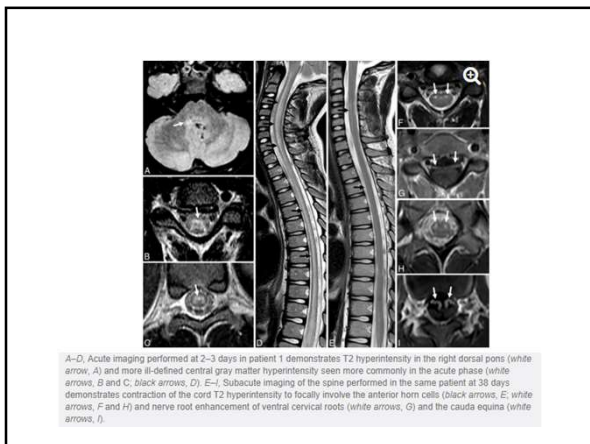 A
B
C
D
E
F
G
H
I
A–D, Acute imaging performed at 2–3 days in patient 1 demonstrates T2 hyperintensity in the right dorsal pons (white
arrow, A) and more ill-defined central gray matter hyperintensity seen more commonly in the acute phase (white
arrows, B and C; black arrows, D). E–I, Subacute imaging of the spine performed in the same patient at 38 days
demonstrates contraction of the cord T2 hyperintensity to focally involve the anterior horn cells (black arrows, E; white
arrows, F and H) and nerve root enhancement of ventral cervical roots (white arrows, G) and the cauda equina (white
arrows, I).